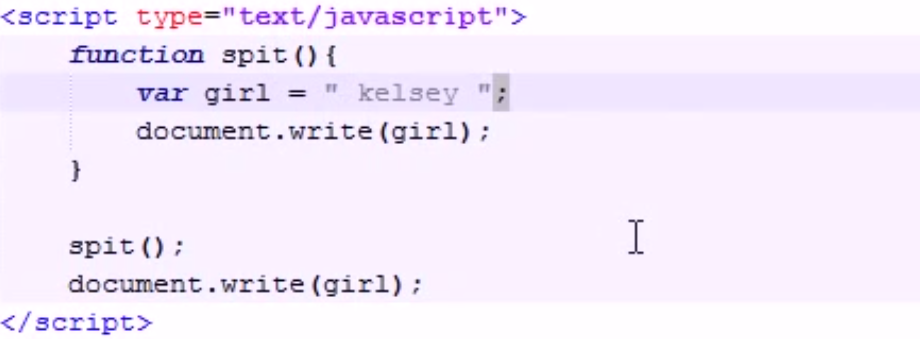 <script type="text/javascript">
function spit(){
var girl = " kelsey ";
document.write(girl);
}
spit();
document.write(girl);
</script>